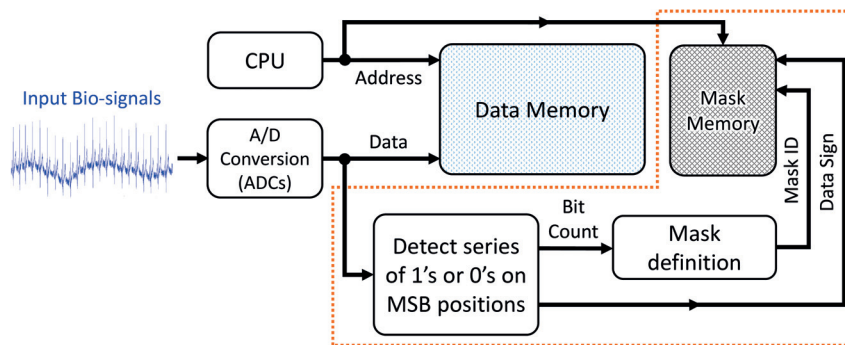 CPU
Address
Data Memory
Mask
Memory
Input Bio-signals
A/D
Conversion
(ADCs)
Data
Mask ID
Data Sign
Bit
Count
Detect series
of 1's or 0's on
MSB positions
Mask
definition